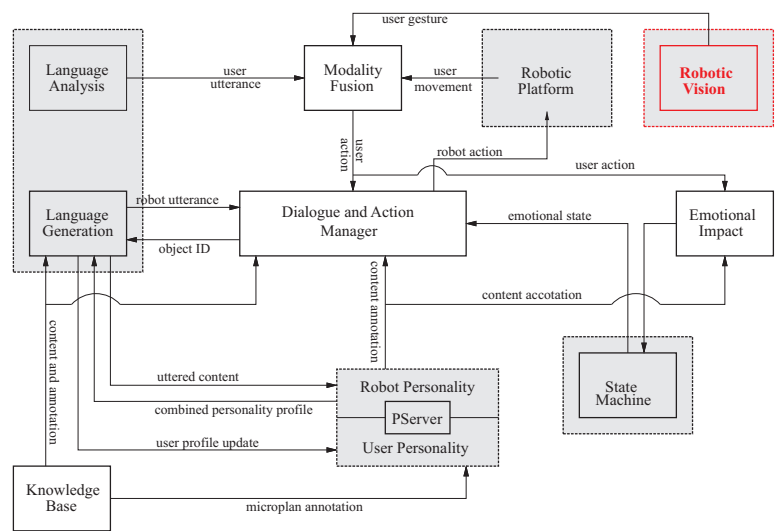 user gesture
Language
Analysis
user
utterance
Modality
Fusion
user
movement
Robotic
Platform
Robotic
Vision
user
action
robot action
user action
Language
Generation
robot utterance
object ID
Dialogue and Action
Manager
emotional state
Emotional
Impact
content annotation
content accotation
content and annotation
uttered content
combined personality profile
user profile update
Robot Personality
PServer
User Personality
State
Machine
Knowledge
Base
microplan annotation